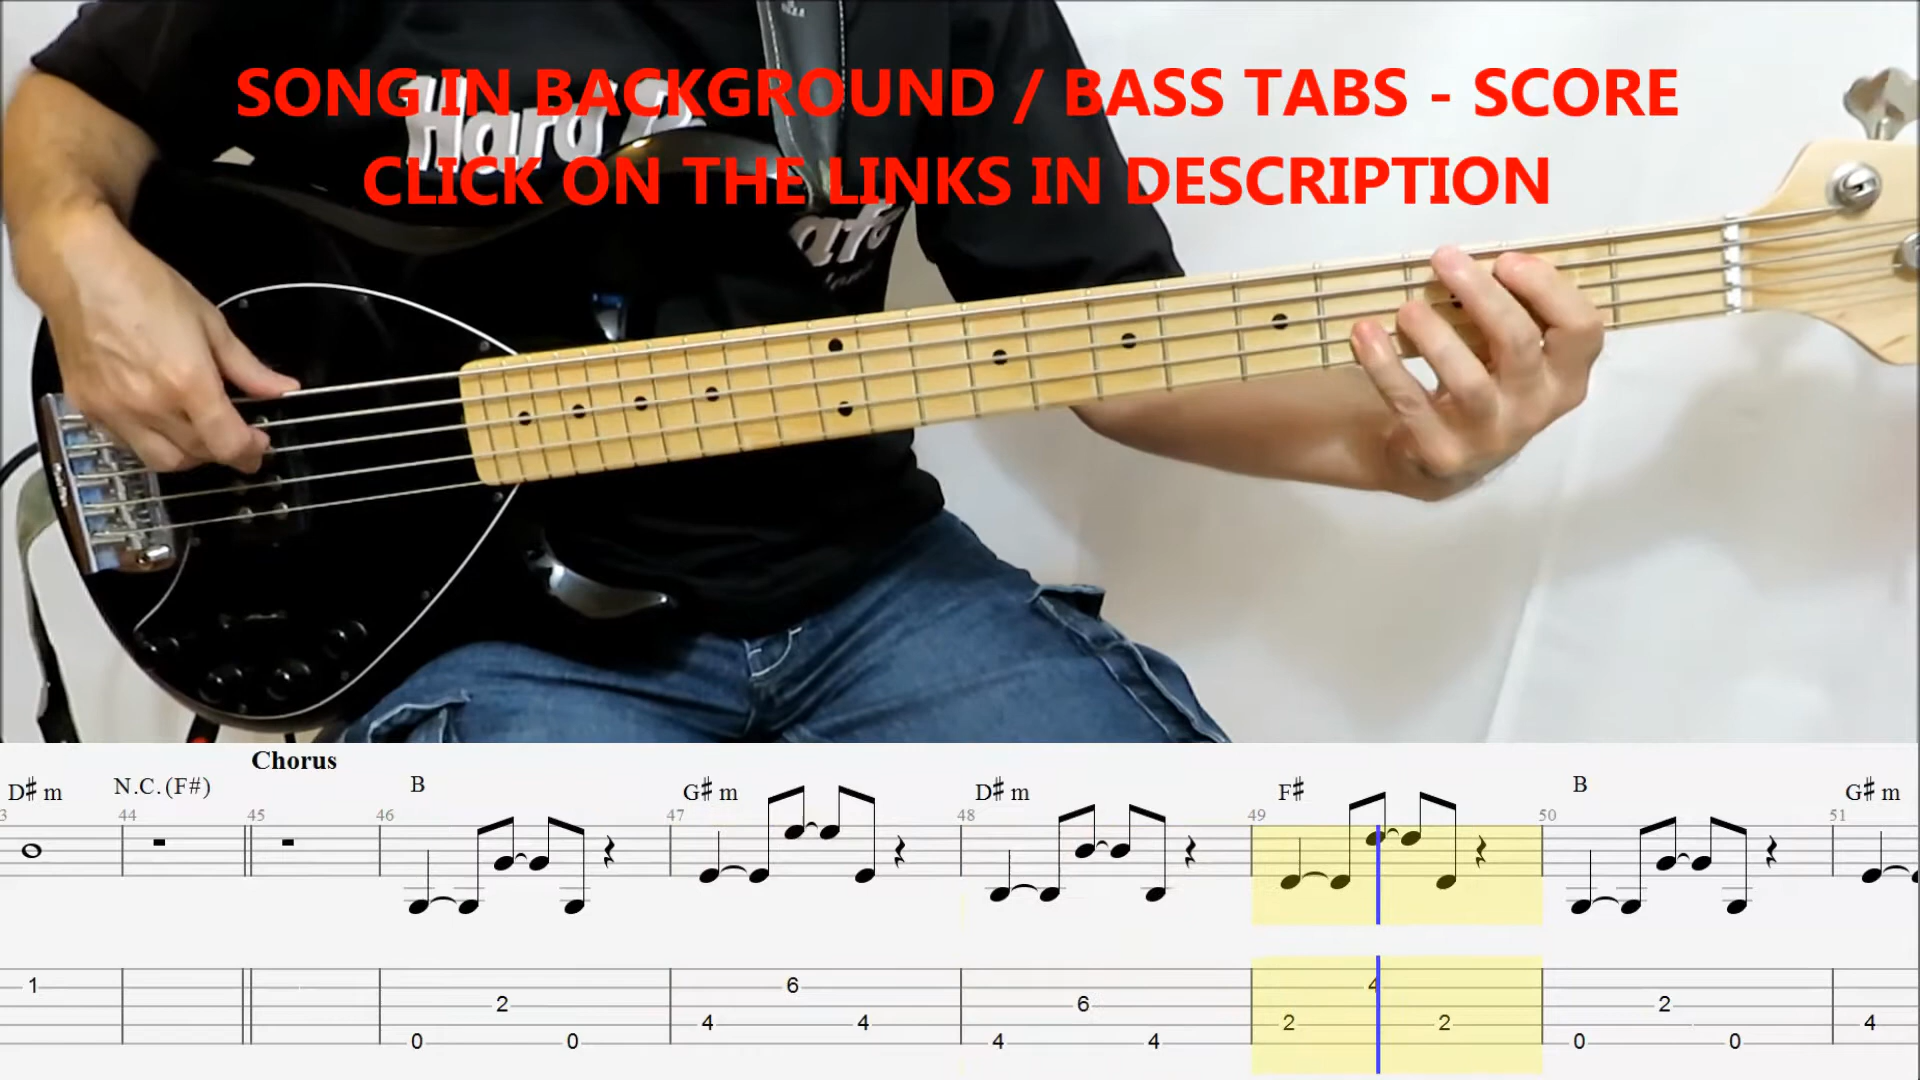 SONG IN BACKGROUND / BASS TABS - SCORE
CLICK ON THE LINKS IN DESCRIPTION
Hard
Chorus
D♯m N.C.(F#) B G♯m D♯m F♯ B G♯m
3 44 45 46 47 48 49 50 51
1 6 4
2 6 2
4 4 2 2 4
0 0 4 4 0 0